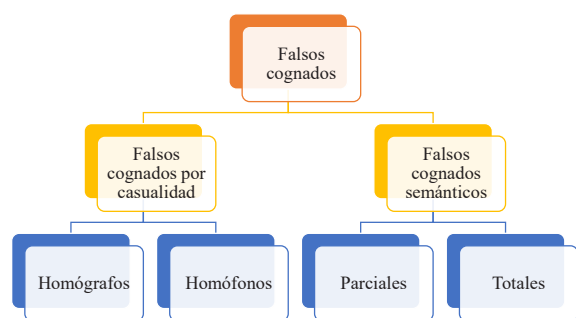 Falsos
cognados
Falsos
cognados por
casualidad
Falsos
cognados
semánticos
Homógrafos
Homófonos
Parciales
Totales